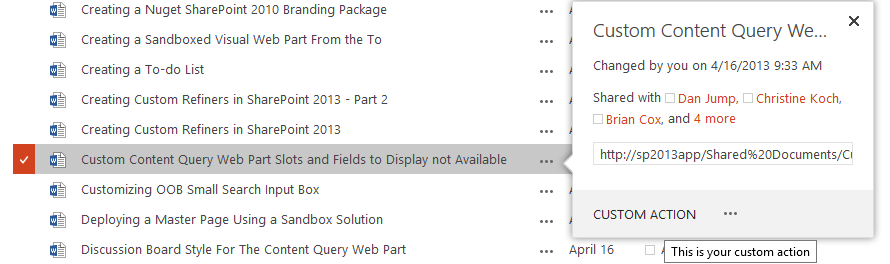 Creating a Nuget SharePoint 2010 Branding Package
Creating a Sandboxed Visual Web Part From the To
Creating a To-do List
Creating Custom Refiners in SharePoint 2013 - Part 2
Creating Custom Refiners in SharePoint 2013
Custom Content Query Web Part Slots and Fields to Display not Available
Customizing OOB Small Search Input Box
Deploying a Master Page Using a Sandbox Solution
Discussion Board Style For The Content Query Web Part
April 16
Custom Content Query We...
Changed by you on 4/16/2013 9:33 AM
Shared with Dan Jump, Christine Koch,
Brian Cox, and 4 more
http://sp2013app/Shared%20Documents/Cu
CUSTOM ACTION
This is your custom action